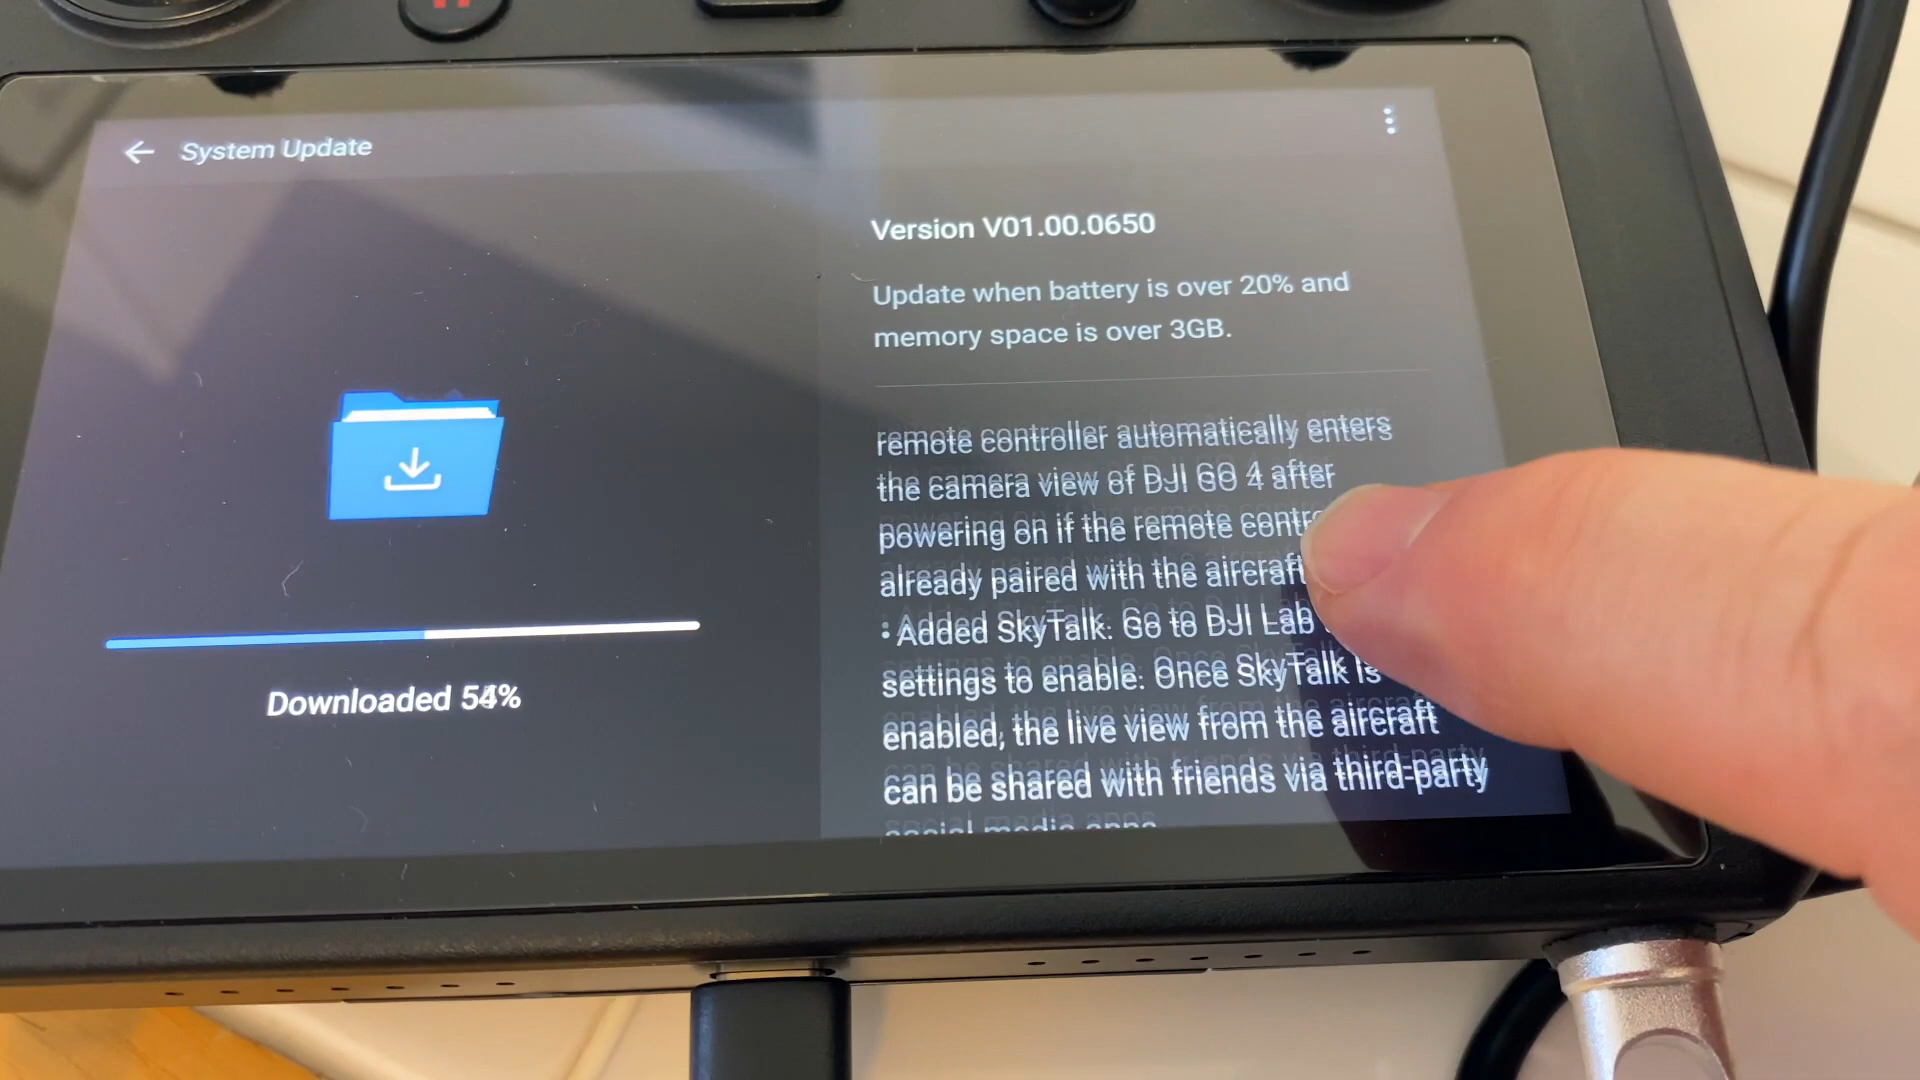 System Update
Version V01.00.0650
Update when battery is over 20% and
memory space is over 3GB.
remote controller automatically enters
the camera view of DJI GO 4 after
powering on if the remote
already paired with the aircraft
• Added SkyTalk. Go to DJI Lab
settings to enable. Once SkyTalk is
enabled, the live view from the aircraft
can be shared with friends via third-party
social media apps
Downloaded 54%